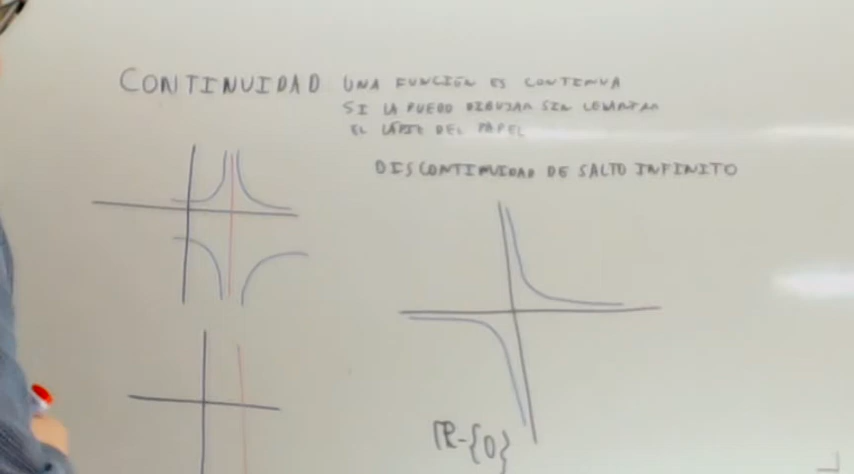 CONTINUIDAD UNA FUNCIÓN ES CONTINUA
SI LA PUEDO DIBUJAR SIN LEVANTAR
EL LÁPIZ DEL PAPEL
DISCONTINUIDAD DE SALTO INFINITO
ℝ-{0}